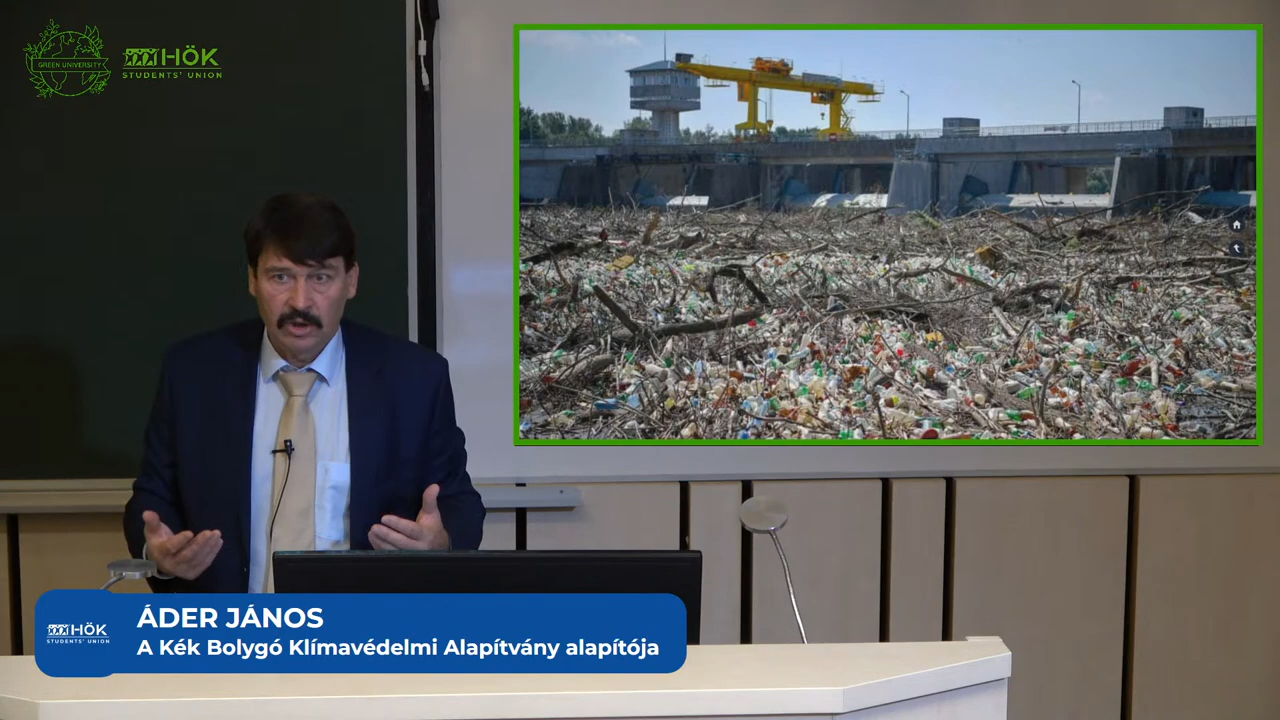 GREEN UNIVERSITY
HÖK
STUDENTS' UNION
ÁDER JÁNOS
A Kék Bolygó Klímavédelmi Alapítvány alapítója
HÖK
STUDENTS' UNION